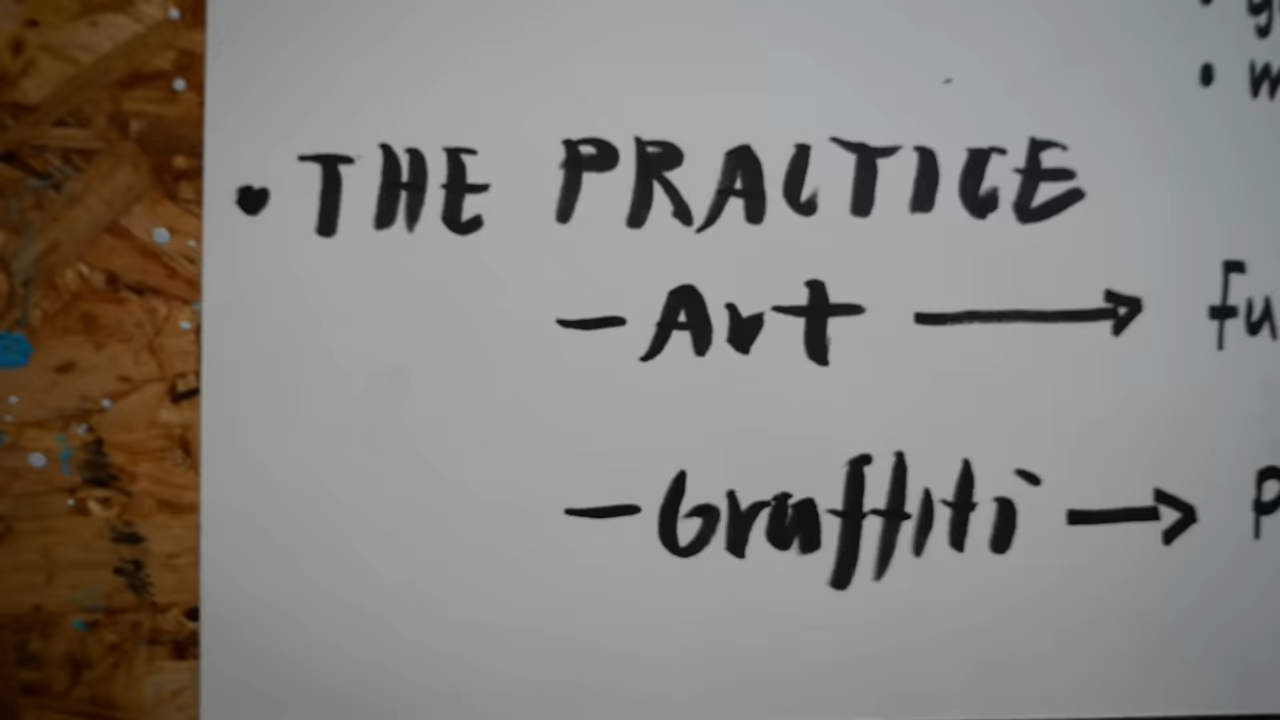 • THE PRACTICE
- Art →
- Graffiti →